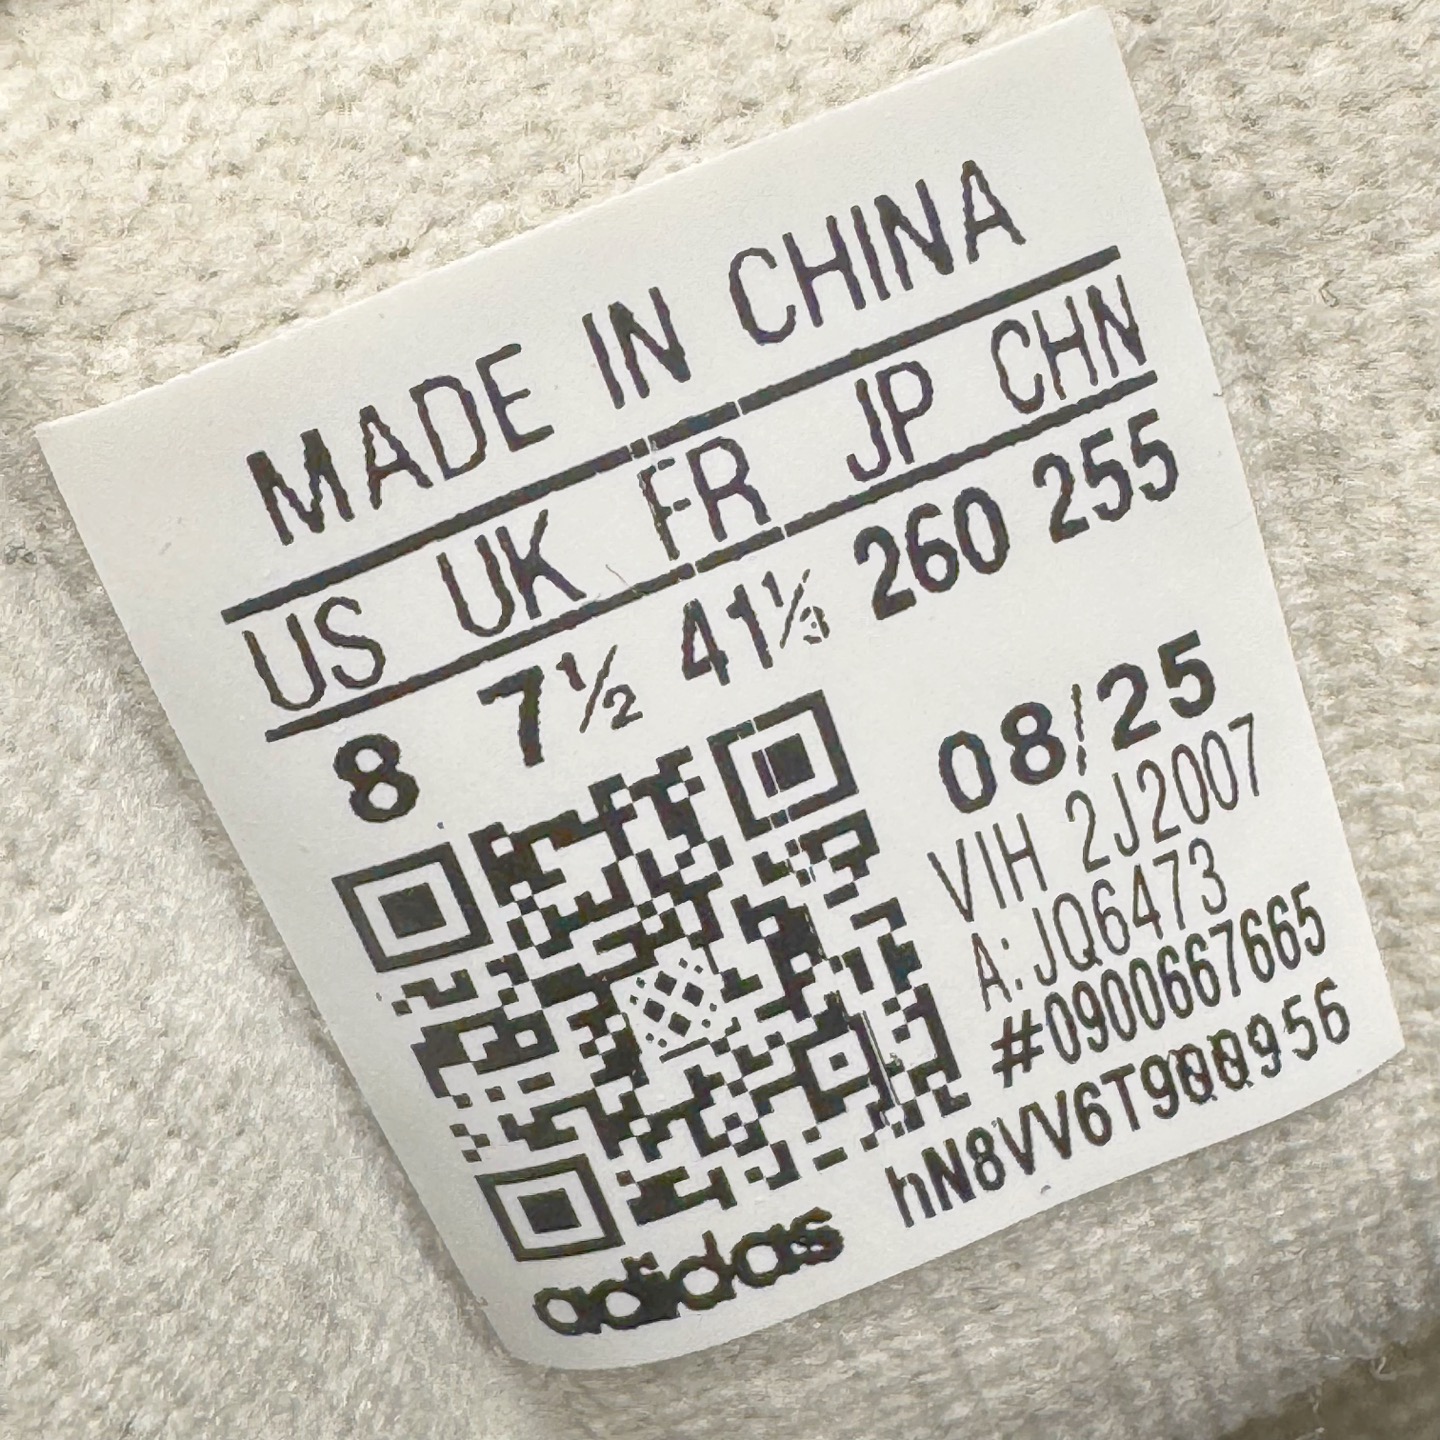 MADE IN CHINA
US UK FR JP CHN
8 7½ 41⅓ 260 255
08/25
VIH 2J2007
A: JQ6473
#0900667665
adidas